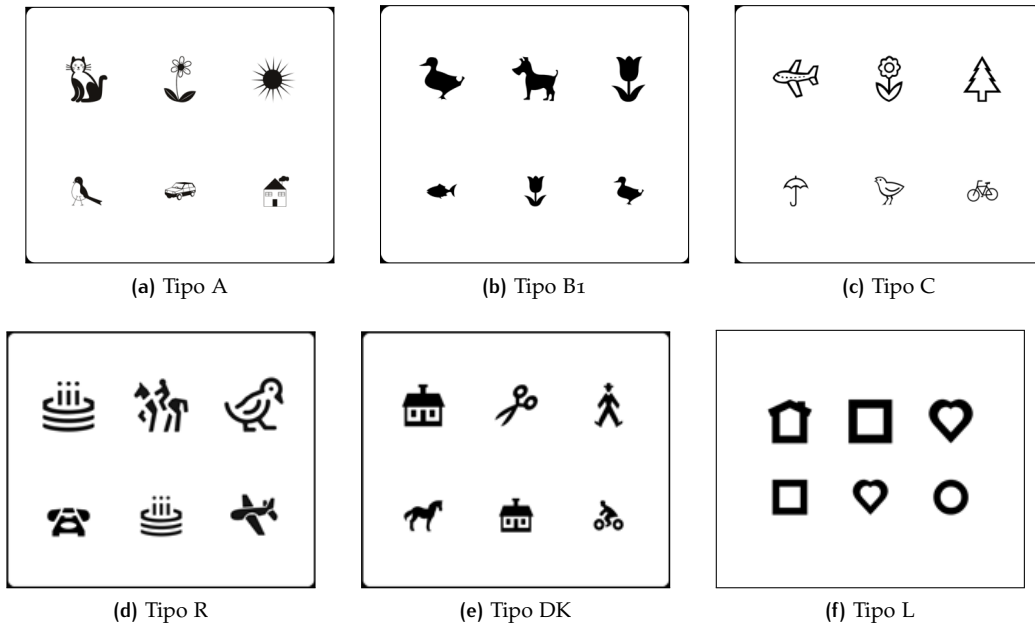 (a) Tipo A
(b) Tipo B1
(c) Tipo C
(d) Tipo R
(e) Tipo DK
(f) Tipo L